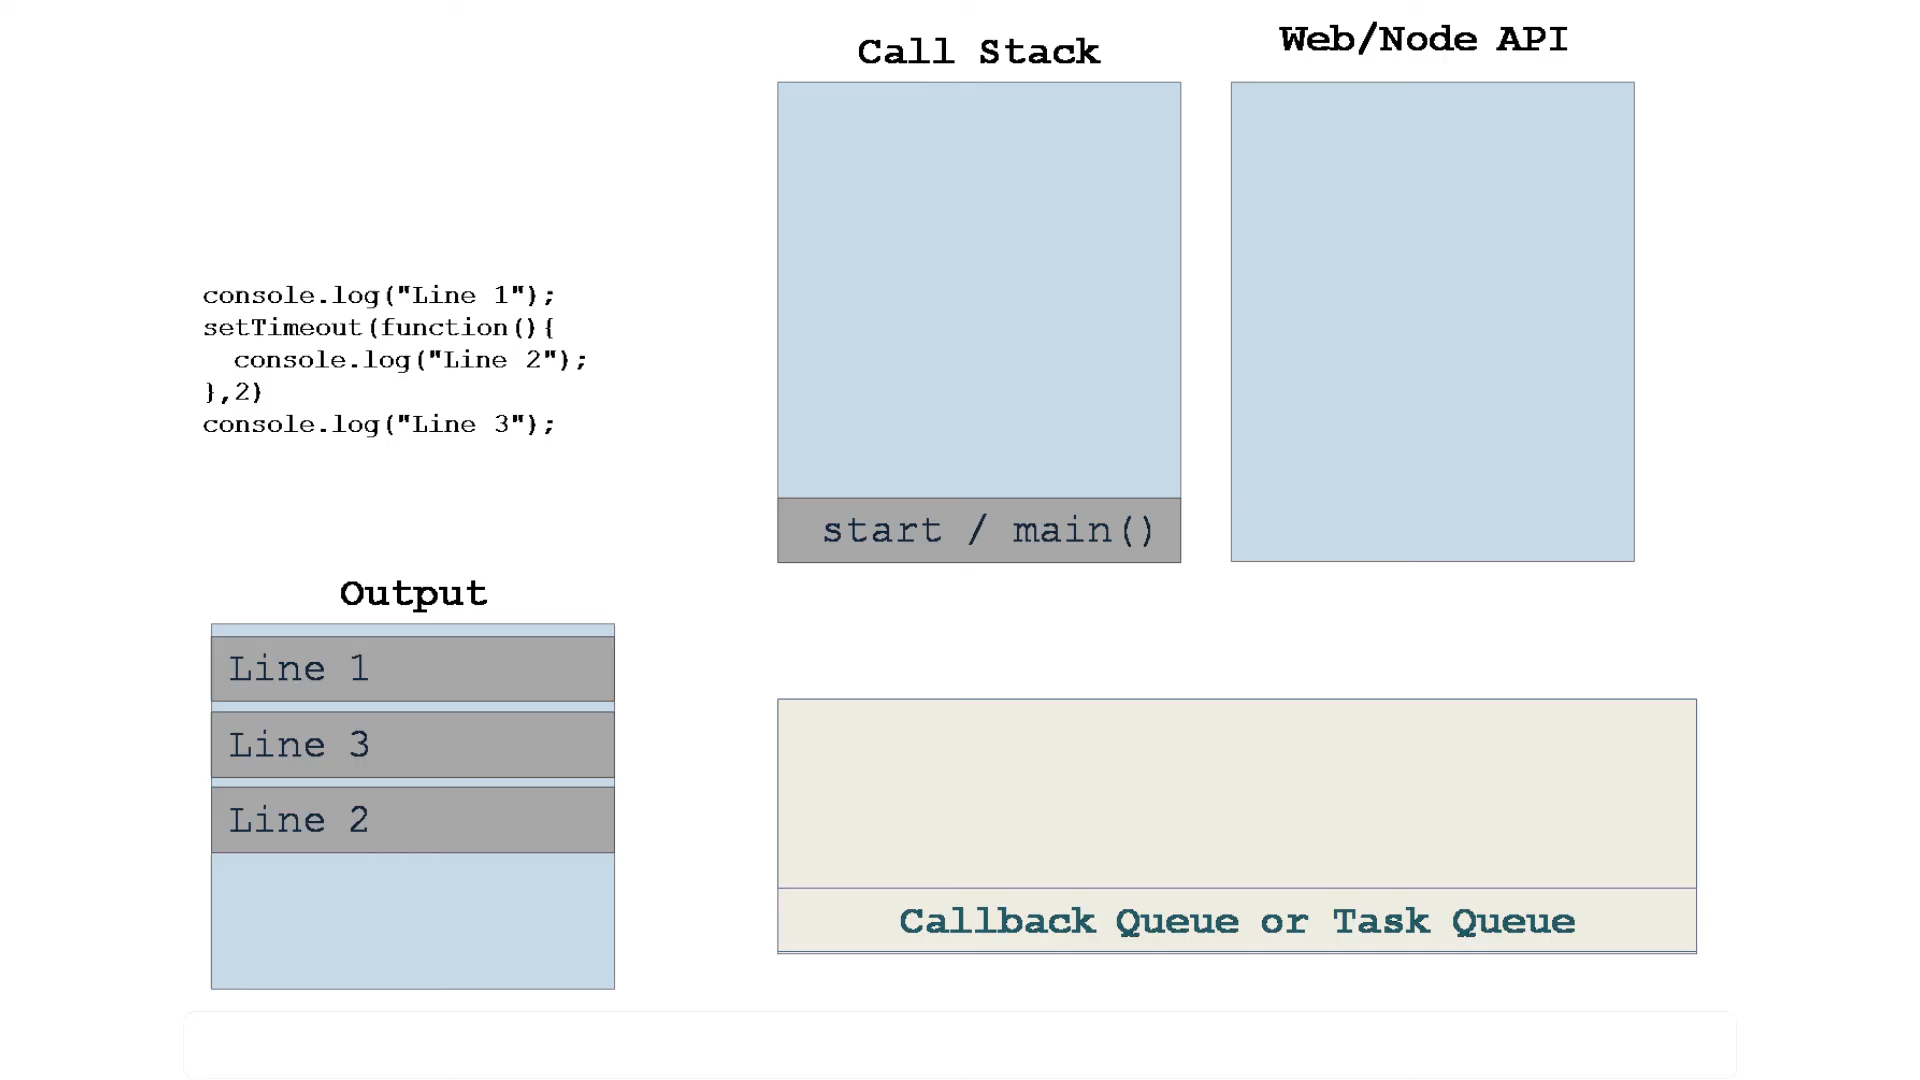 Call Stack
Web/Node API
console.log("Line 1");
setTimeout(function(){
  console.log("Line 2");
},2)
console.log("Line 3");
start / main()
Output
Line 1
Line 3
Line 2
Callback Queue or Task Queue